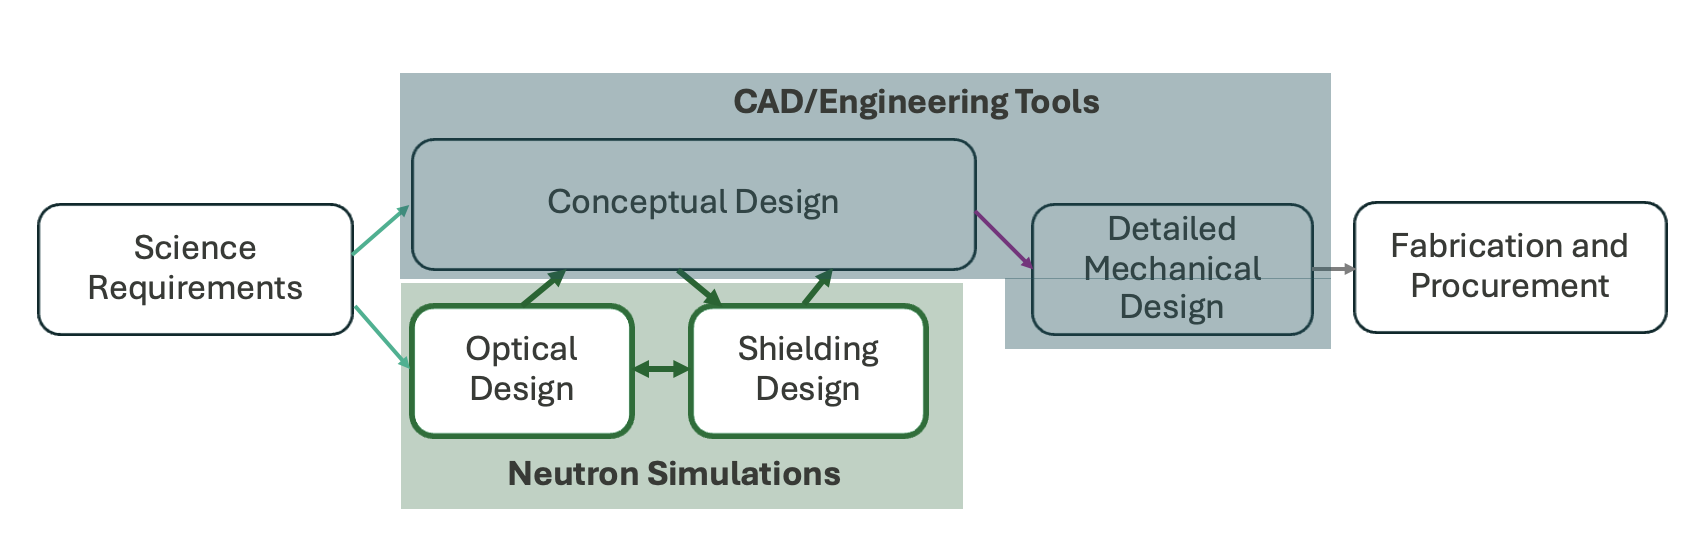 CAD/Engineering Tools
Conceptual Design
Science
Requirements
Detailed
Mechanical
Design
Fabrication and
Procurement
Optical
Design
Shielding
Design
Neutron Simulations